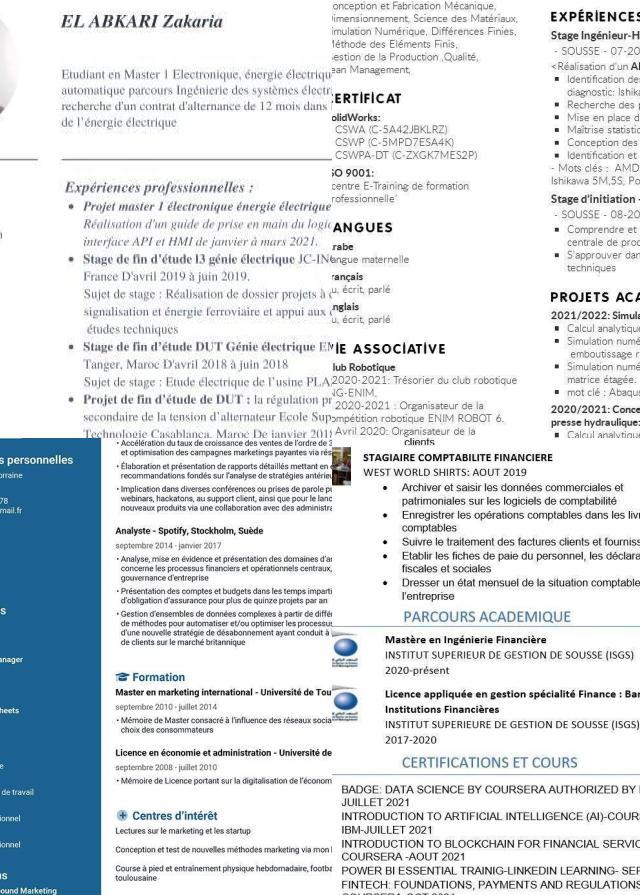 EL ABKARI Zakaria
Etudiant en Master 1 Electronique, énergie électriqu
automatique parcours Ingénierie des systèmes électr
recherche d'un contrat d'alternance de 12 mois dans
de l'énergie électrique
Expériences professionnelles :
• Projet master 1 électronique énergie électrique
Réalisation d'un guide de prise en main du logic
interface API et HMI de janvier à mars 2021.
• Stage de fin d'étude l3 génie électrique JC-IN
France D'avril 2019 à juin 2019.
Sujet de stage : Réalisation de dossier projets à
signalisation et énergie ferroviaire et appui aux
études techniques
• Stage de fin d'étude DUT Génie électrique
Tanger, Maroc D'avril 2018 à juin 2018
Sujet de stage : Etude électrique de l'usine PLA
• Projet de fin d'étude de DUT : la régulation pr
secondaire de la tension d'alternateur Ecole Sup
Technologie Casablanca, Maroc De janvier 201
onception et Fabrication Mécanique,
imensionnement, Science des Matériaux,
imulation Numérique, Différences Finies,
éthode des Eléments Finis,
estion de la Production ,Qualité,
ean Management,
ERTİFİCAT
olidWorks:
CSWA (C-5A42JBKLRZ)
CSWP (C-5MPD7ESA4K)
CSWPA-DT (C-ZXGK7MES2P)
SO 9001:
centre E-Training de formation
rofessionnelle'
ANGUES
rabe
angue maternelle
rançais
u, écrit, parlé
nglais
u, écrit, parlé
IE ASSOCİATİVE
lub Robotique
2020-2021: Trésorier du club robotique
NG-ENIM.
2020-2021 : Organisateur de la
ompétition robotique ENIM ROBOT 6.
Avril 2020: Organisateur de la
clients
EXPÉRİENCES
Stage Ingénieur-H
- SOUSSE - 07-20
<Réalisation d'un A
▪ Identification de
diagnostic: Ishik
▪ Recherche des
▪ Mise en place d
▪ Maîtrise statisti
▪ Conception des
▪ Identification et
- Mots clés : AMD
Ishikawa 5M,5S, Po
Stage d'initiation -
- SOUSSE - 08-20
▪ Comprendre et
centrale de proc
▪ S'approuver dan
techniques
PROJETS ACA
2021/2022: Simula
▪ Calcul analytique
▪ Simulation numé
emboutissage r
▪ Simulation numé
matrice étagée.
▪ mot clé : Abaqu
2020/2021: Conce
presse hydraulique:
▪ Calcul analytiqu
s personnelles
orraine
78
mail.fr
s
anager
heets
e
de travail
ionnel
ionnel
ns
ound Marketing
• Accélération du taux de croissance des ventes de l'ordre de 3
et optimisation des campagnes marketings payantes via rés
• Élaboration et présentation de rapports détaillés mettant en
recommandations fondés sur l'analyse de stratégies antérieu
• Implication dans diverses conférences ou prises de parole pu
webinars, hackatons, au support client, ainsi que pour le lanc
nouveaux produits via une collaboration avec des administra
Analyste - Spotify, Stockholm, Suède
septembre 2014 - janvier 2017
• Analyse, mise en évidence et présentation des domaines d'a
concerne les processus financiers et opérationnels centraux,
gouvernance d'entreprise
• Présentation des comptes et budgets dans les temps imparti
d'obligation d'assurance pour plus de quinze projets par an
• Gestion d'ensembles de données complexes à partir de différ
de méthodes pour automatiser et/ou optimiser les processus
d'une nouvelle stratégie de désabonnement ayant conduit à
de clients sur le marché britannique
Formation
Master en marketing international - Université de Tou
septembre 2010 - juillet 2014
• Mémoire de Master consacré à l'influence des réseaux socia
choix des consommateurs
Licence en économie et administration - Université de
septembre 2008 - juillet 2010
• Mémoire de Licence portant sur la digitalisation de l'économ
Centres d'intérêt
Lectures sur le marketing et les startup
Conception et test de nouvelles méthodes marketing via mon
Course à pied et entraînement physique hebdomadaire, footba
toulousaine
STAGIAIRE COMPTABILITE FINANCIERE
WEST WORLD SHIRTS: AOUT 2019
• Archiver et saisir les données commerciales et
patrimoniales sur les logiciels de comptabilité
• Enregistrer les opérations comptables dans les livr
comptables
• Suivre le traitement des factures clients et fourniss
• Etablir les fiches de paie du personnel, les déclara
fiscales et sociales
• Dresser un état mensuel de la situation comptable
l'entreprise
PARCOURS ACADEMIQUE
Mastère en Ingénierie Financière
INSTITUT SUPERIEUR DE GESTION DE SOUSSE (ISGS)
2020-présent
Licence appliquée en gestion spécialité Finance : Ban
Institutions Financières
INSTITUT SUPERIEURE DE GESTION DE SOUSSE (ISGS)
2017-2020
CERTIFICATIONS ET COURS
BADGE: DATA SCIENCE BY COURSERA AUTHORIZED BY
JUILLET 2021
INTRODUCTION TO ARTIFICIAL INTELLIGENCE (AI)-COUR
IBM-JUILLET 2021
INTRODUCTION TO BLOCKCHAIN FOR FINANCIAL SERVIC
COURSERA -AOUT 2021
POWER BI ESSENTIAL TRAINIG-LINKEDIN LEARNING- SE
FINTECH: FOUNDATIONS, PAYMENTS AND REGULATIONS